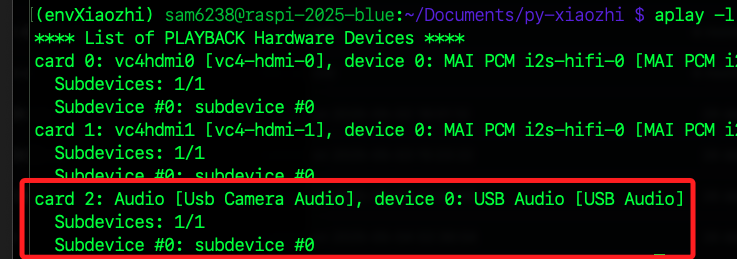 (envXiaozhi) sam6238@raspi-2025-blue:~/Documents/py-xiaozhi $ aplay -l
**** List of PLAYBACK Hardware Devices ****
card 0: vc4hdmi0 [vc4-hdmi-0], device 0: MAI PCM i2s-hifi-0 [MAI PCM i2
Subdevices: 1/1
Subdevice #0: subdevice #0
card 1: vc4hdmi1 [vc4-hdmi-1], device 0: MAI PCM i2s-hifi-0 [MAI PCM i2
Subdevices: 1/1
Subdevice #0: subdevice #0
card 2: Audio [Usb Camera Audio], device 0: USB Audio [USB Audio]
Subdevices: 1/1
Subdevice #0: subdevice #0